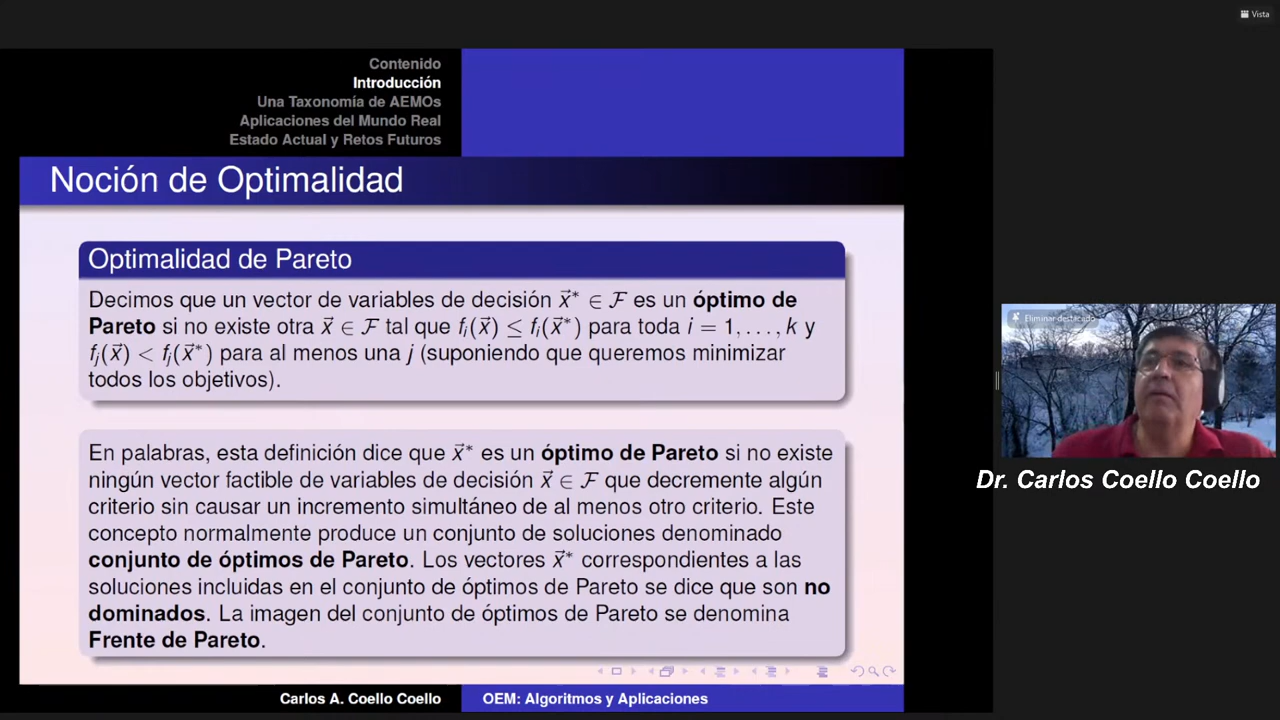 Vista
Contenido
Introducción
Una Taxonomía de AEMOs
Aplicaciones del Mundo Real
Estado Actual y Retos Futuros
Noción de Optimalidad
Optimalidad de Pareto
Decimos que un vector de variables de decisión x⃗* ∈ ℱ es un óptimo de
Pareto si no existe otra x⃗ ∈ ℱ tal que fᵢ(x⃗) ≤ fᵢ(x⃗*) para toda i = 1, . . . , k y
fⱼ(x⃗) < fⱼ(x⃗*) para al menos una j (suponiendo que queremos minimizar
todos los objetivos).
En palabras, esta definición dice que x⃗* es un óptimo de Pareto si no existe
ningún vector factible de variables de decisión x⃗ ∈ ℱ que decremente algún
criterio sin causar un incremento simultáneo de al menos otro criterio. Este
concepto normalmente produce un conjunto de soluciones denominado
conjunto de óptimos de Pareto. Los vectores x⃗* correspondientes a las
soluciones incluidas en el conjunto de óptimos de Pareto se dice que son no
dominados. La imagen del conjunto de óptimos de Pareto se denomina
Frente de Pareto.
Carlos A. Coello Coello
OEM: Algoritmos y Aplicaciones
Eliminar destacado
Dr. Carlos Coello Coello